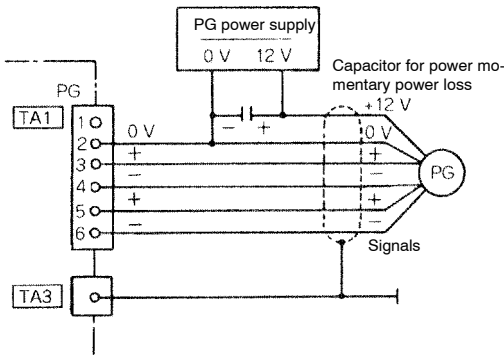 PG power supply
0 V 12 V
Capacitor for power mo-
mentary power loss
PG
+12 V
TA1
1
0 V
0 V
2
+
+
3
−
−
PG
4
+
+
5
−
−
6
Signals
TA3
− +